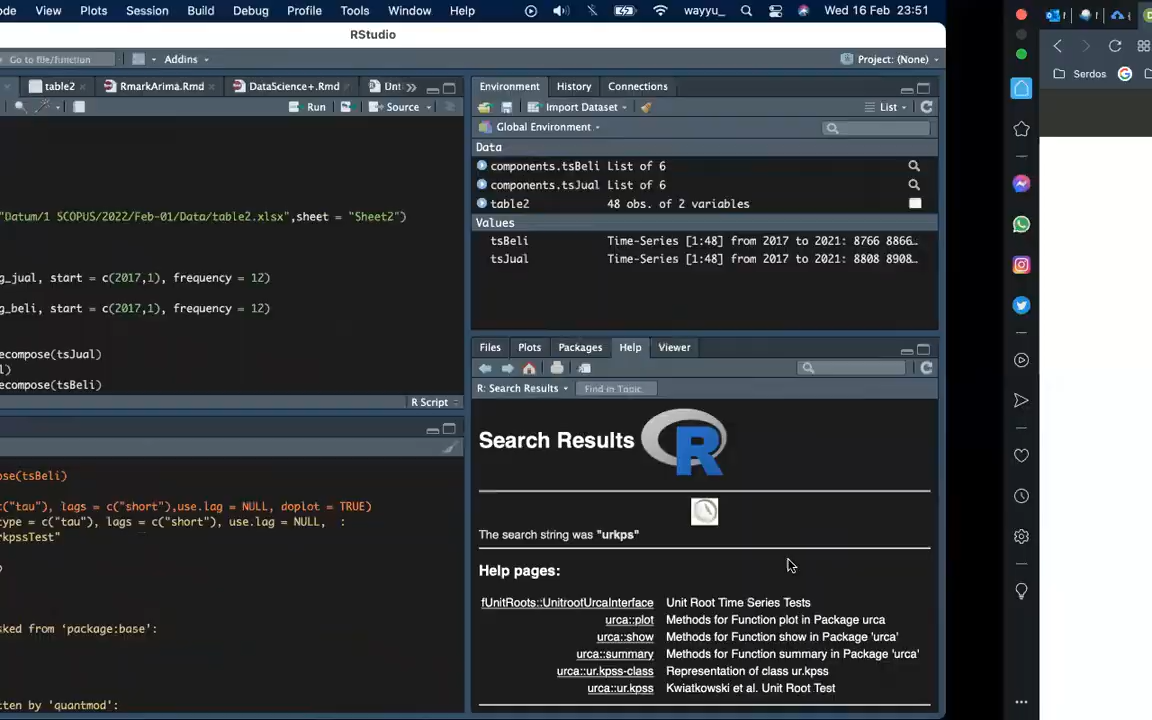 ode View Plots Session Build Debug Profile Tools Window Help wayyu_ Wed 16 Feb 23:51
RStudio
Go to file/function Addins Project: (None)
table2 RmarkArima.Rmd DataScience+.Rmd Unt
Run Source
"Datum/1 SCOPUS/2022/Feb-01/Data/table2.xlsx",sheet = "Sheet2")
g_jual, start = c(2017,1), frequency = 12)
g_beli, start = c(2017,1), frequency = 12)
ecompose(tsJual)
l)
ecompose(tsBeli)
R Script
ose(tsBeli)
c("tau"), lags = c("short"),use.lag = NULL, doplot = TRUE)
type = c("tau"), lags = c("short"), use.lag = NULL, :
rkpssTest"
sked from 'package:base':
ten by 'quantmod':
Environment History Connections
Import Dataset List
Global Environment
Data
components.tsBeli List of 6
components.tsJual List of 6
table2 48 obs. of 2 variables
Values
tsBeli Time-Series [1:48] from 2017 to 2021: 8766 8866…
tsJual Time-Series [1:48] from 2017 to 2021: 8808 8908…
Files Plots Packages Help Viewer
R: Search Results Find in Topic
Search Results R
The search string was "urkps"
Help pages:
fUnitRoots::UnitrootUrcaInterface Unit Root Time Series Tests
urca::plot Methods for Function plot in Package urca
urca::show Methods for Function show in Package 'urca'
urca::summary Methods for Function summary in Package 'urca'
urca::ur.kpss-class Representation of class ur.kpss
urca::ur.kpss Kwiatkowski et al. Unit Root Test
Serdos